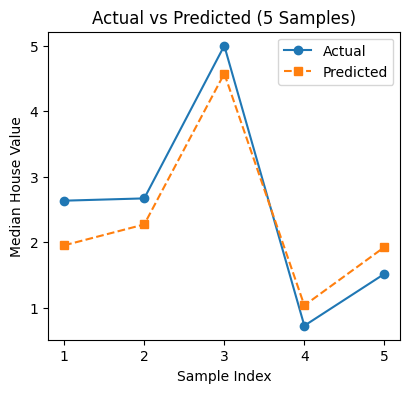 Actual vs Predicted (5 Samples)
Actual
Predicted
Median House Value
5
4
3
2
1
1 2 3 4 5
Sample Index